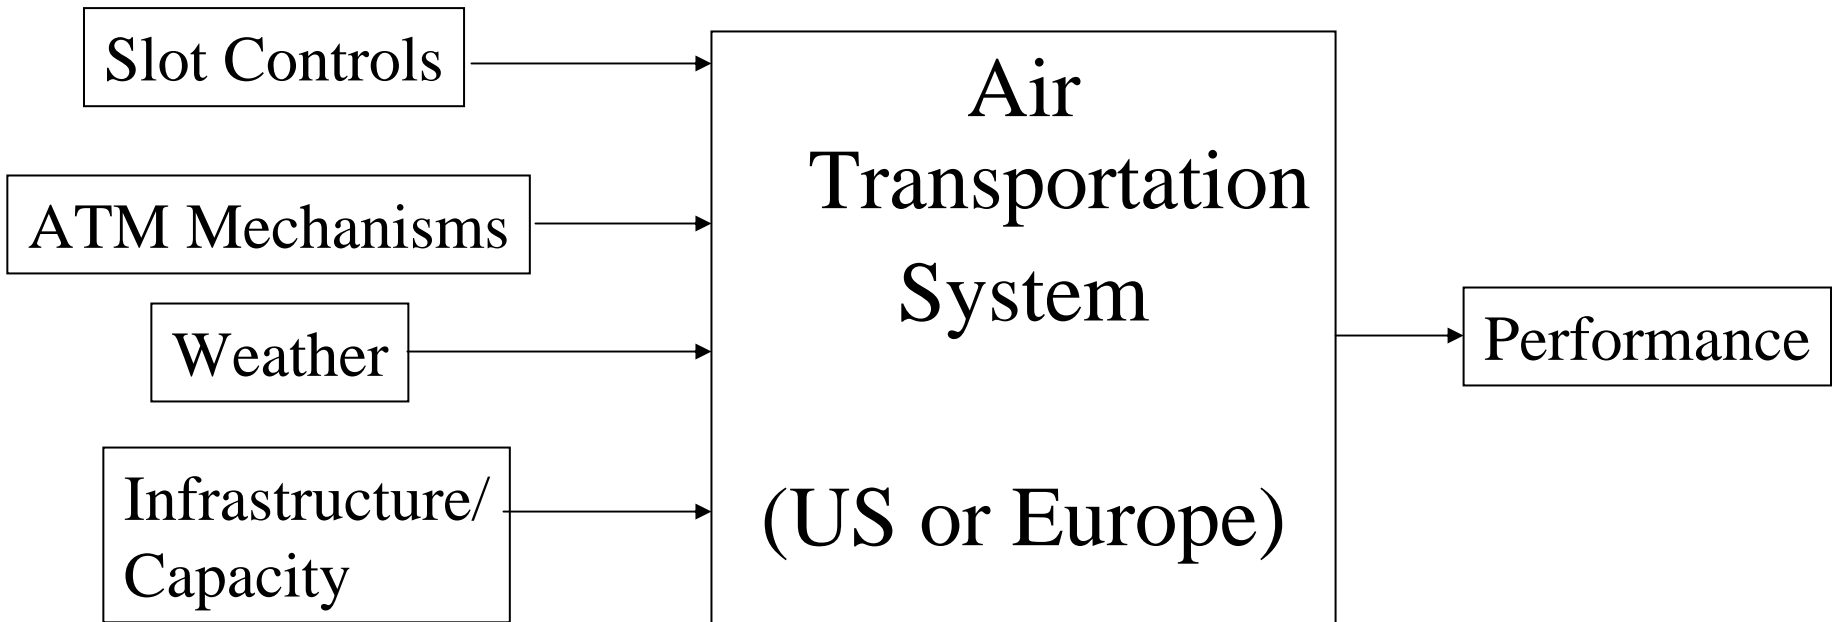 Slot Controls
ATM Mechanisms
Weather
Infrastructure/
Capacity
Air
Transportation
System
(US or Europe)
Performance